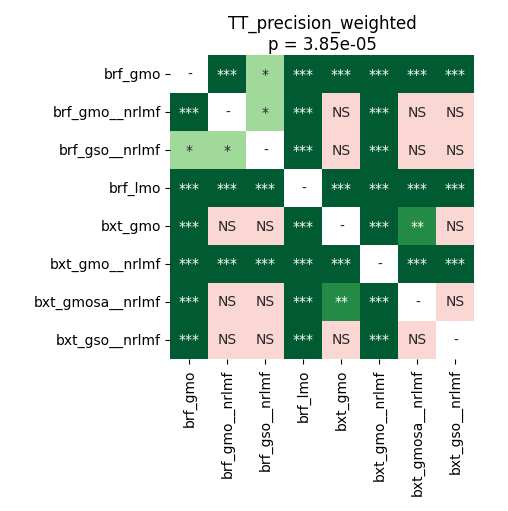 TT_precision_weighted
p = 3.85e-05
brf_gmo - *** * *** *** *** *** ***
brf_gmo__nrlmf *** - * *** NS *** NS NS
brf_gso__nrlmf * * - *** NS *** NS NS
brf_lmo *** *** *** - *** *** *** ***
bxt_gmo *** NS NS *** - *** ** NS
bxt_gmo__nrlmf *** *** *** *** *** - *** ***
bxt_gmosa__nrlmf *** NS NS *** ** *** - NS
bxt_gso__nrlmf *** NS NS *** NS *** NS -
brf_gmo
brf_gmo__nrlmf
brf_gso__nrlmf
brf_lmo
bxt_gmo
bxt_gmo__nrlmf
bxt_gmosa__nrlmf
bxt_gso__nrlmf